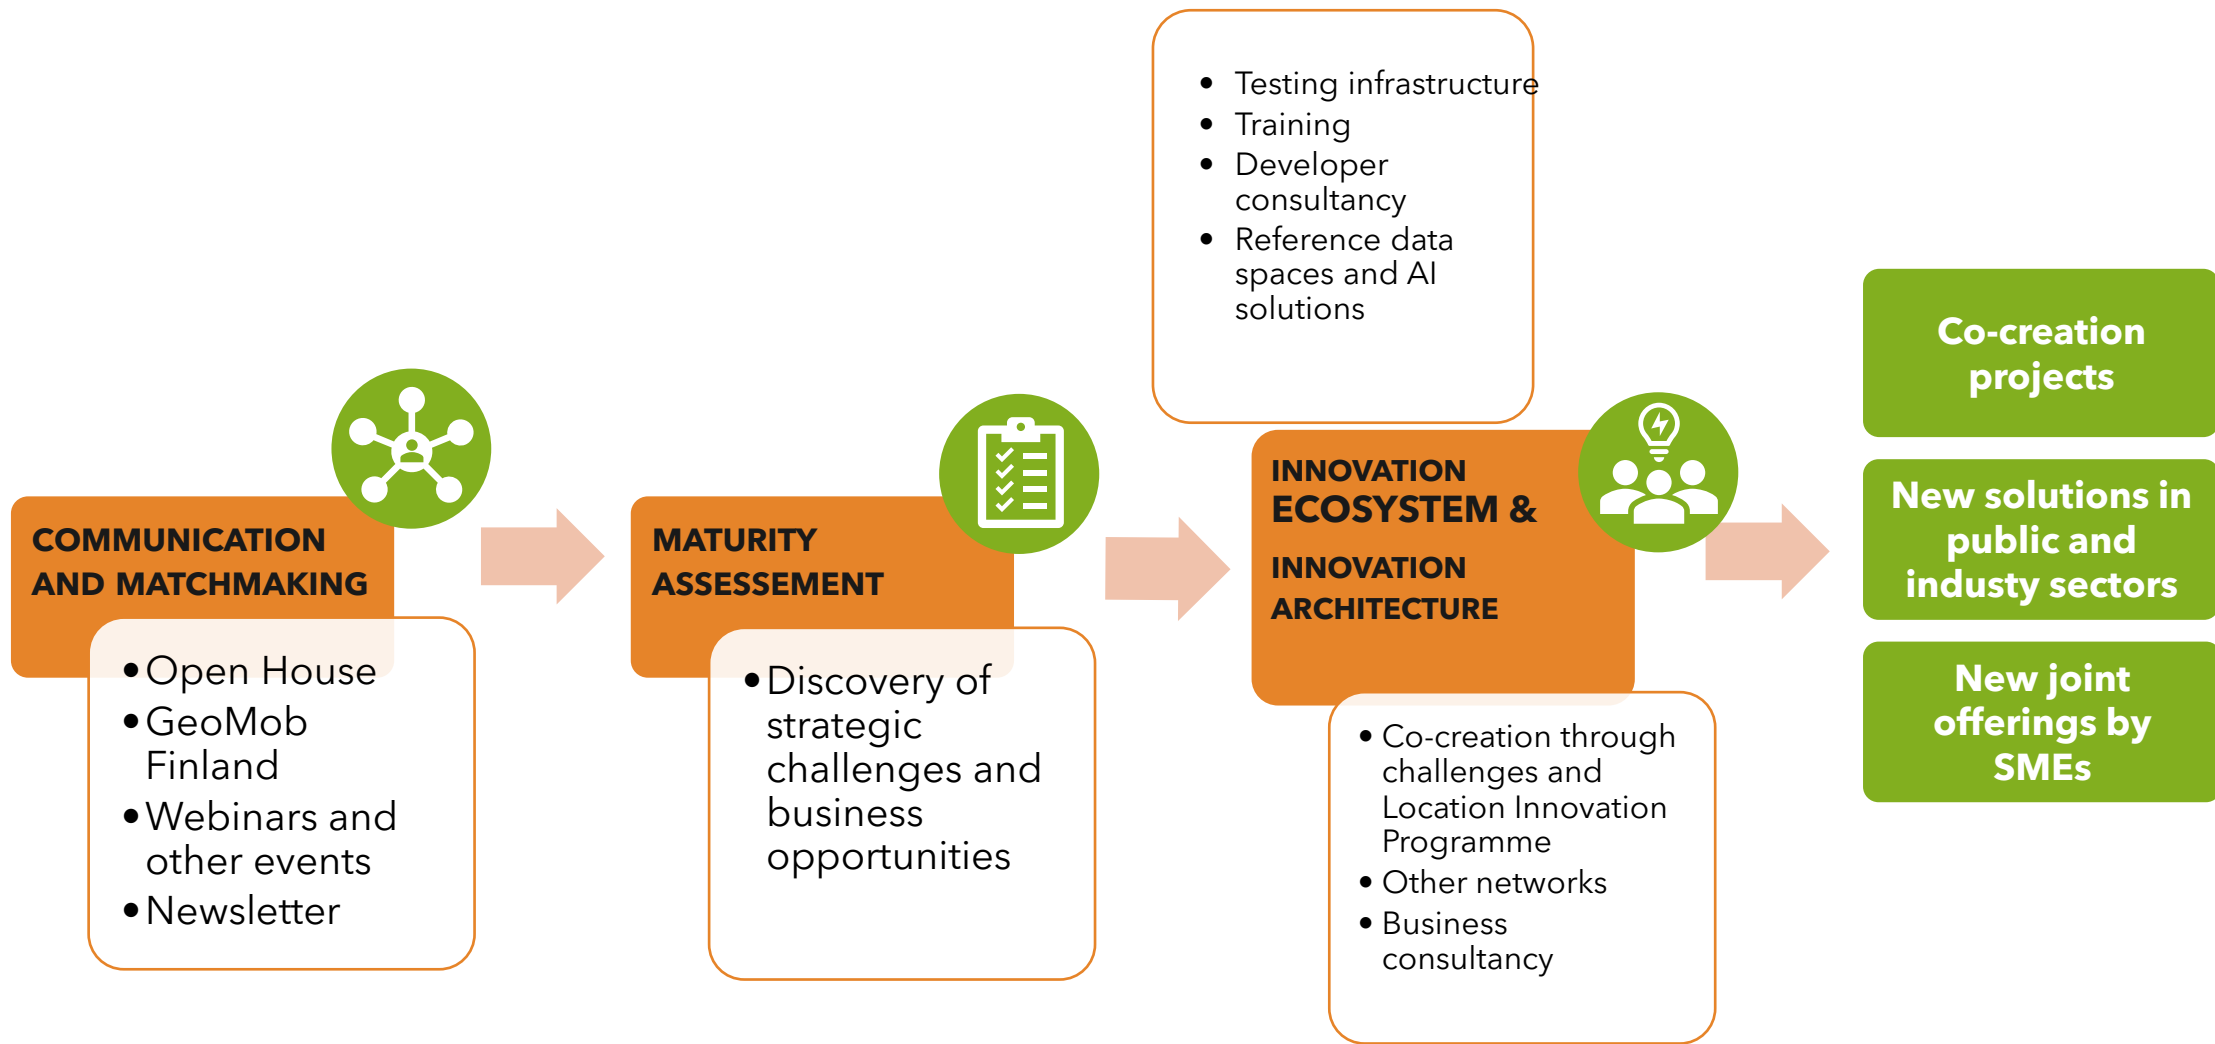 COMMUNICATION
AND MATCHMAKING
• Open House
• GeoMob
Finland
• Webinars and
other events
• Newsletter
MATURITY
ASSESSEMENT
• Discovery of
strategic
challenges and
business
opportunities
• Testing infrastructure
• Training
• Developer
consultancy
• Reference data
spaces and AI
solutions
INNOVATION
ECOSYSTEM &
INNOVATION
ARCHITECTURE
• Co-creation through
challenges and
Location Innovation
Programme
• Other networks
• Business
consultancy
Co-creation
projects
New solutions in
public and
industy sectors
New joint
offerings by
SMEs